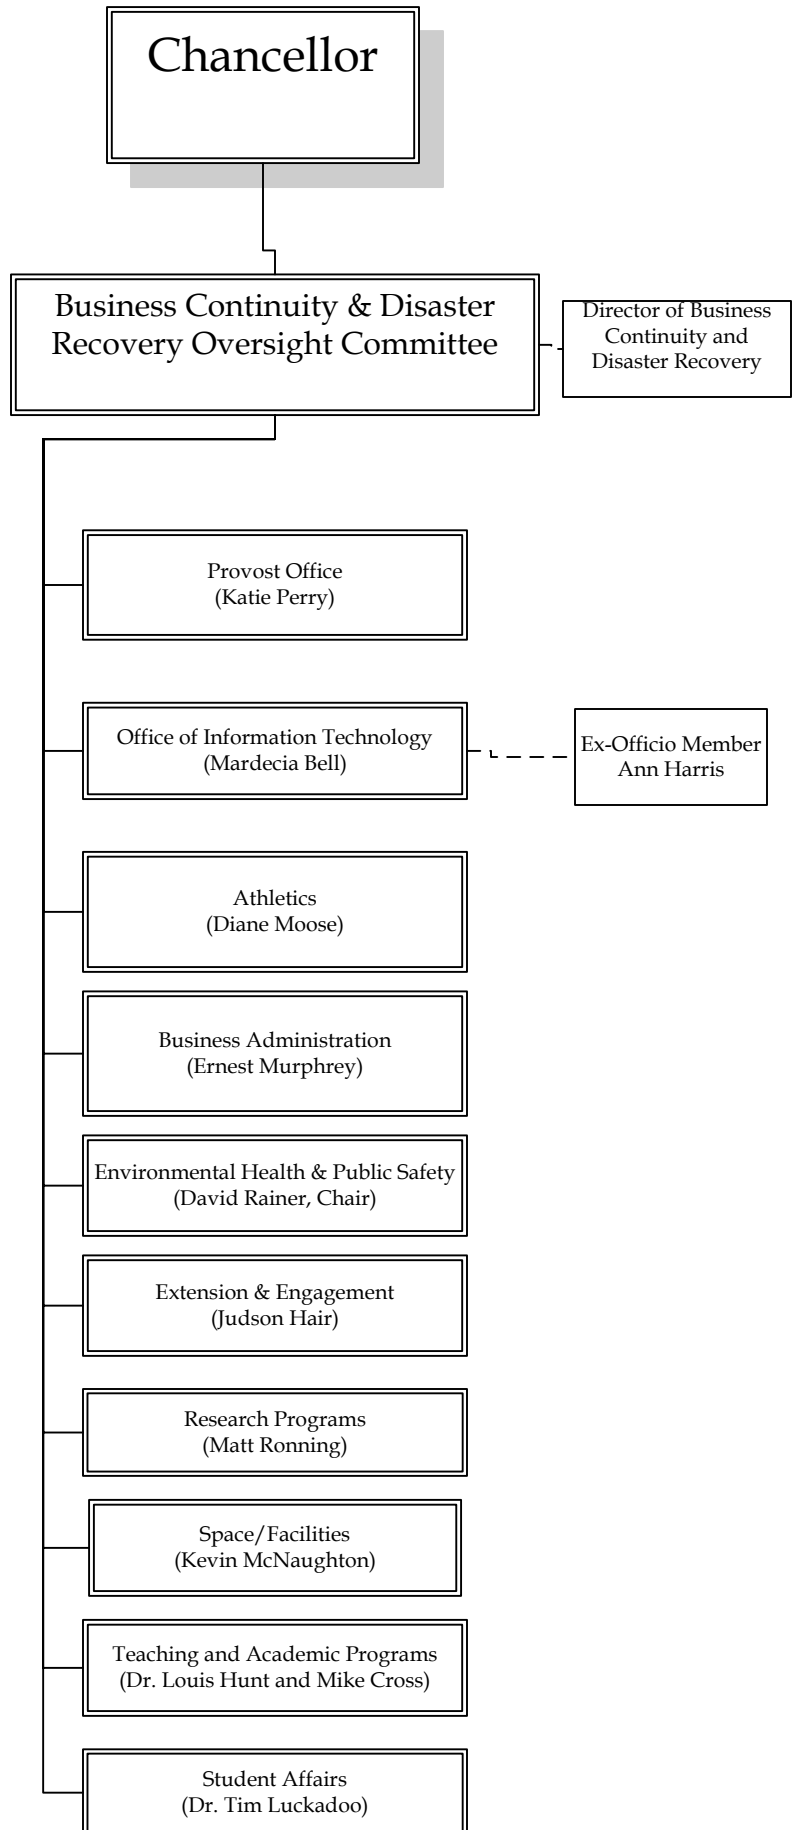 Chancellor
Business Continuity & Disaster
Recovery Oversight Committee
Director of Business
Continuity and
Disaster Recovery
Provost Office
(Katie Perry)
Office of Information Technology
(Mardecia Bell)
Ex-Officio Member
Ann Harris
Athletics
(Diane Moose)
Business Administration
(Ernest Murphrey)
Environmental Health & Public Safety
(David Rainer, Chair)
Extension & Engagement
(Judson Hair)
Research Programs
(Matt Ronning)
Space/Facilities
(Kevin McNaughton)
Teaching and Academic Programs
(Dr. Louis Hunt and Mike Cross)
Student Affairs
(Dr. Tim Luckadoo)